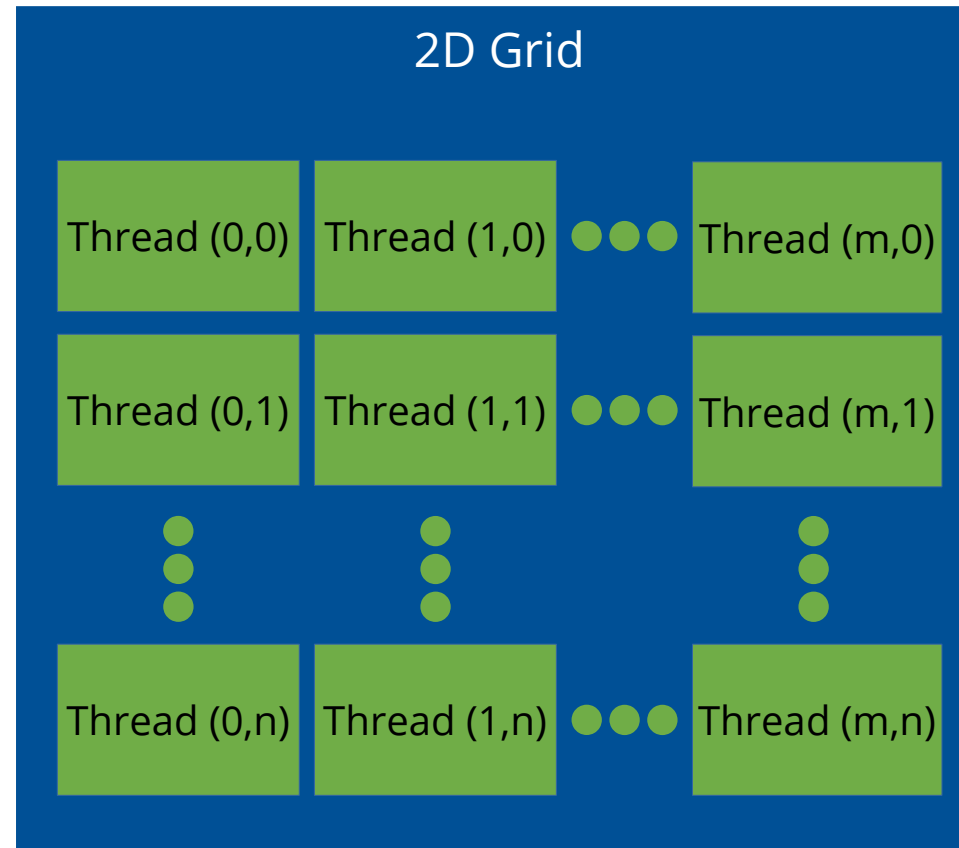 2D Grid
Thread (0,0) Thread (1,0) Thread (m,0)
Thread (0,1) Thread (1,1) Thread (m,1)
Thread (0,n) Thread (1,n) Thread (m,n)